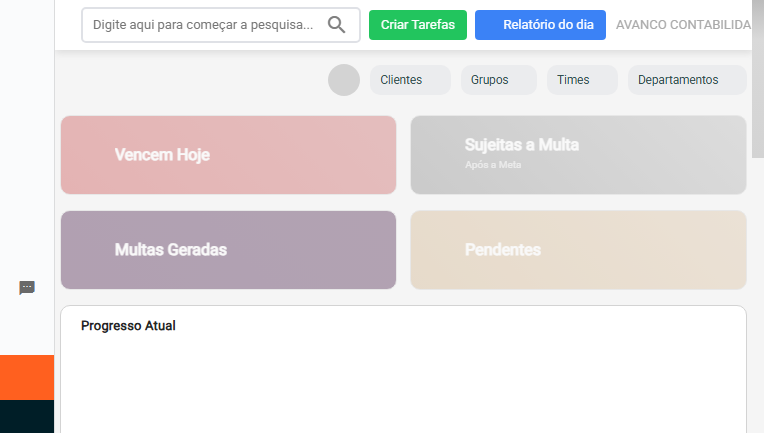 Digite aqui para começar a pesquisa...
Criar Tarefas
Relatório do dia
AVANCO CONTABILIDA
Clientes
Grupos
Times
Departamentos
Vencem Hoje
Sujeitas a Multa
Após a Meta
Multas Geradas
Pendentes
Progresso Atual